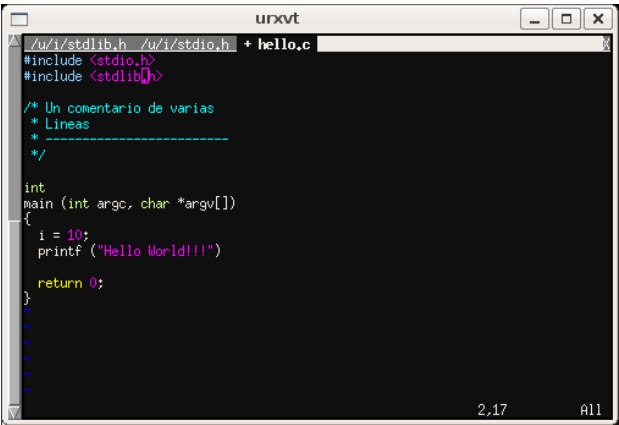 urxvt
/u/i/stdlib.h /u/i/stdio.h + hello.c X
#include <stdio.h>
#include <stdlib.h>
/* Un comentario de varias
* Lineas
* -------------------------
*/
int
main (int argc, char *argv[])
{
i = 10;
printf ("Hello World!!!")
return 0;
}
~
~
~
~
~
~
2,17 All